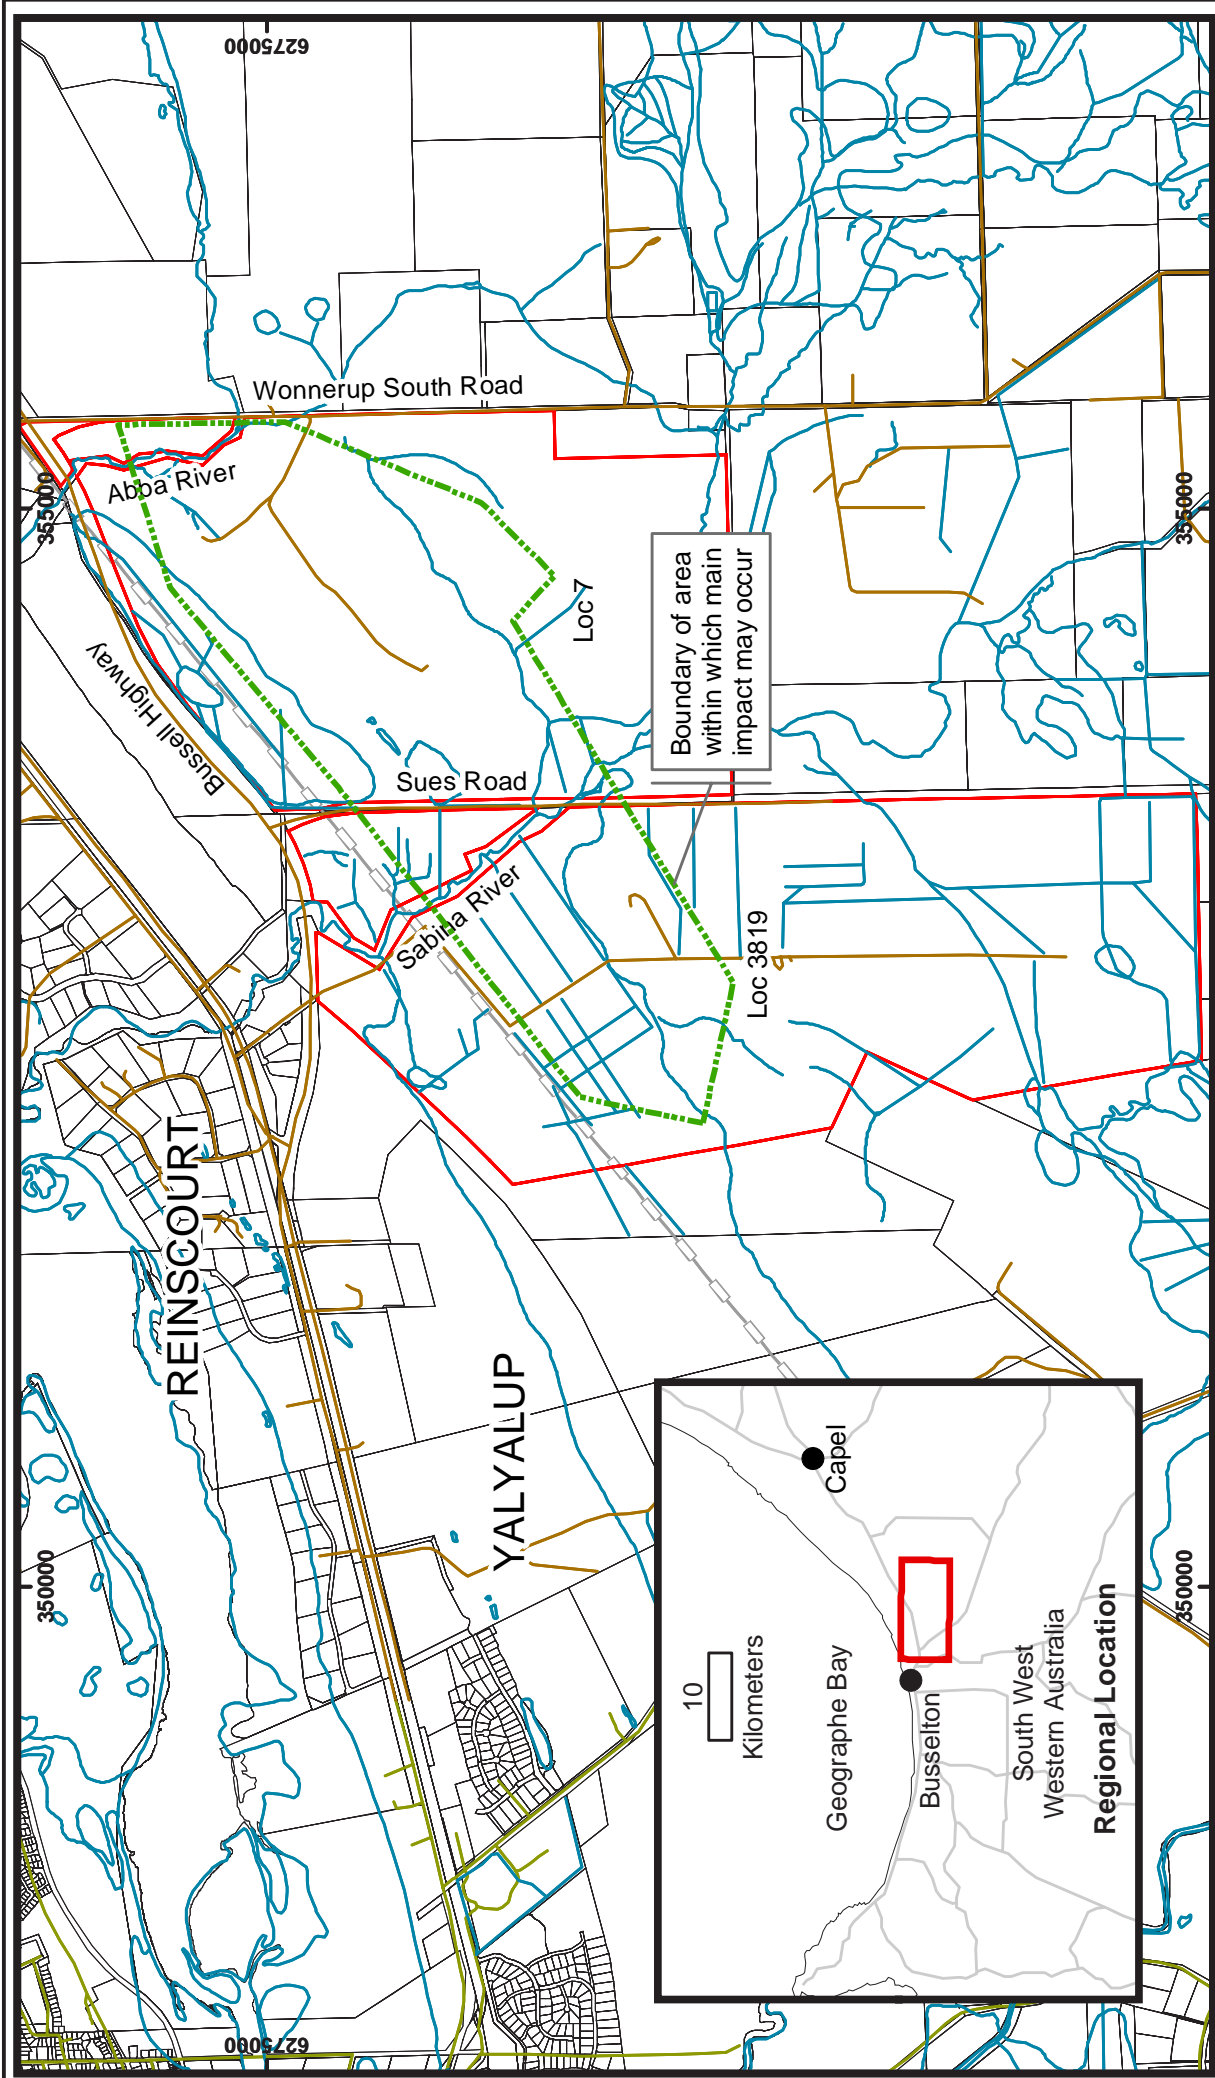 6275000
Wonnerup South Road
Abba River
355000
355000
Bussell Highway
Loc 7
Boundary of area
within which main
impact may occur
Sues Road
Sabina River
Loc 3819
REINSCOURT
YALYALUP
350000
350000
6275000
10
Kilometers
Geographe Bay
Capel
Busselton
South West
Western Australia
Regional Location